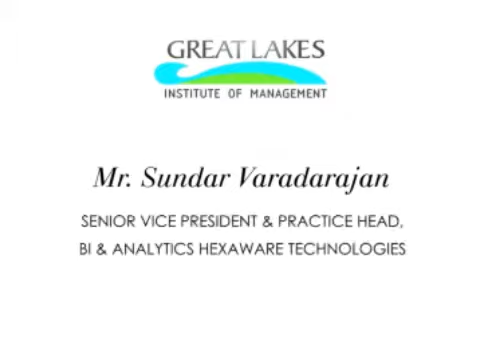 GREAT LAKES
INSTITUTE OF MANAGEMENT
Mr. Sundar Varadarajan
SENIOR VICE PRESIDENT & PRACTICE HEAD,
BI & ANALYTICS HEXAWARE TECHNOLOGIES